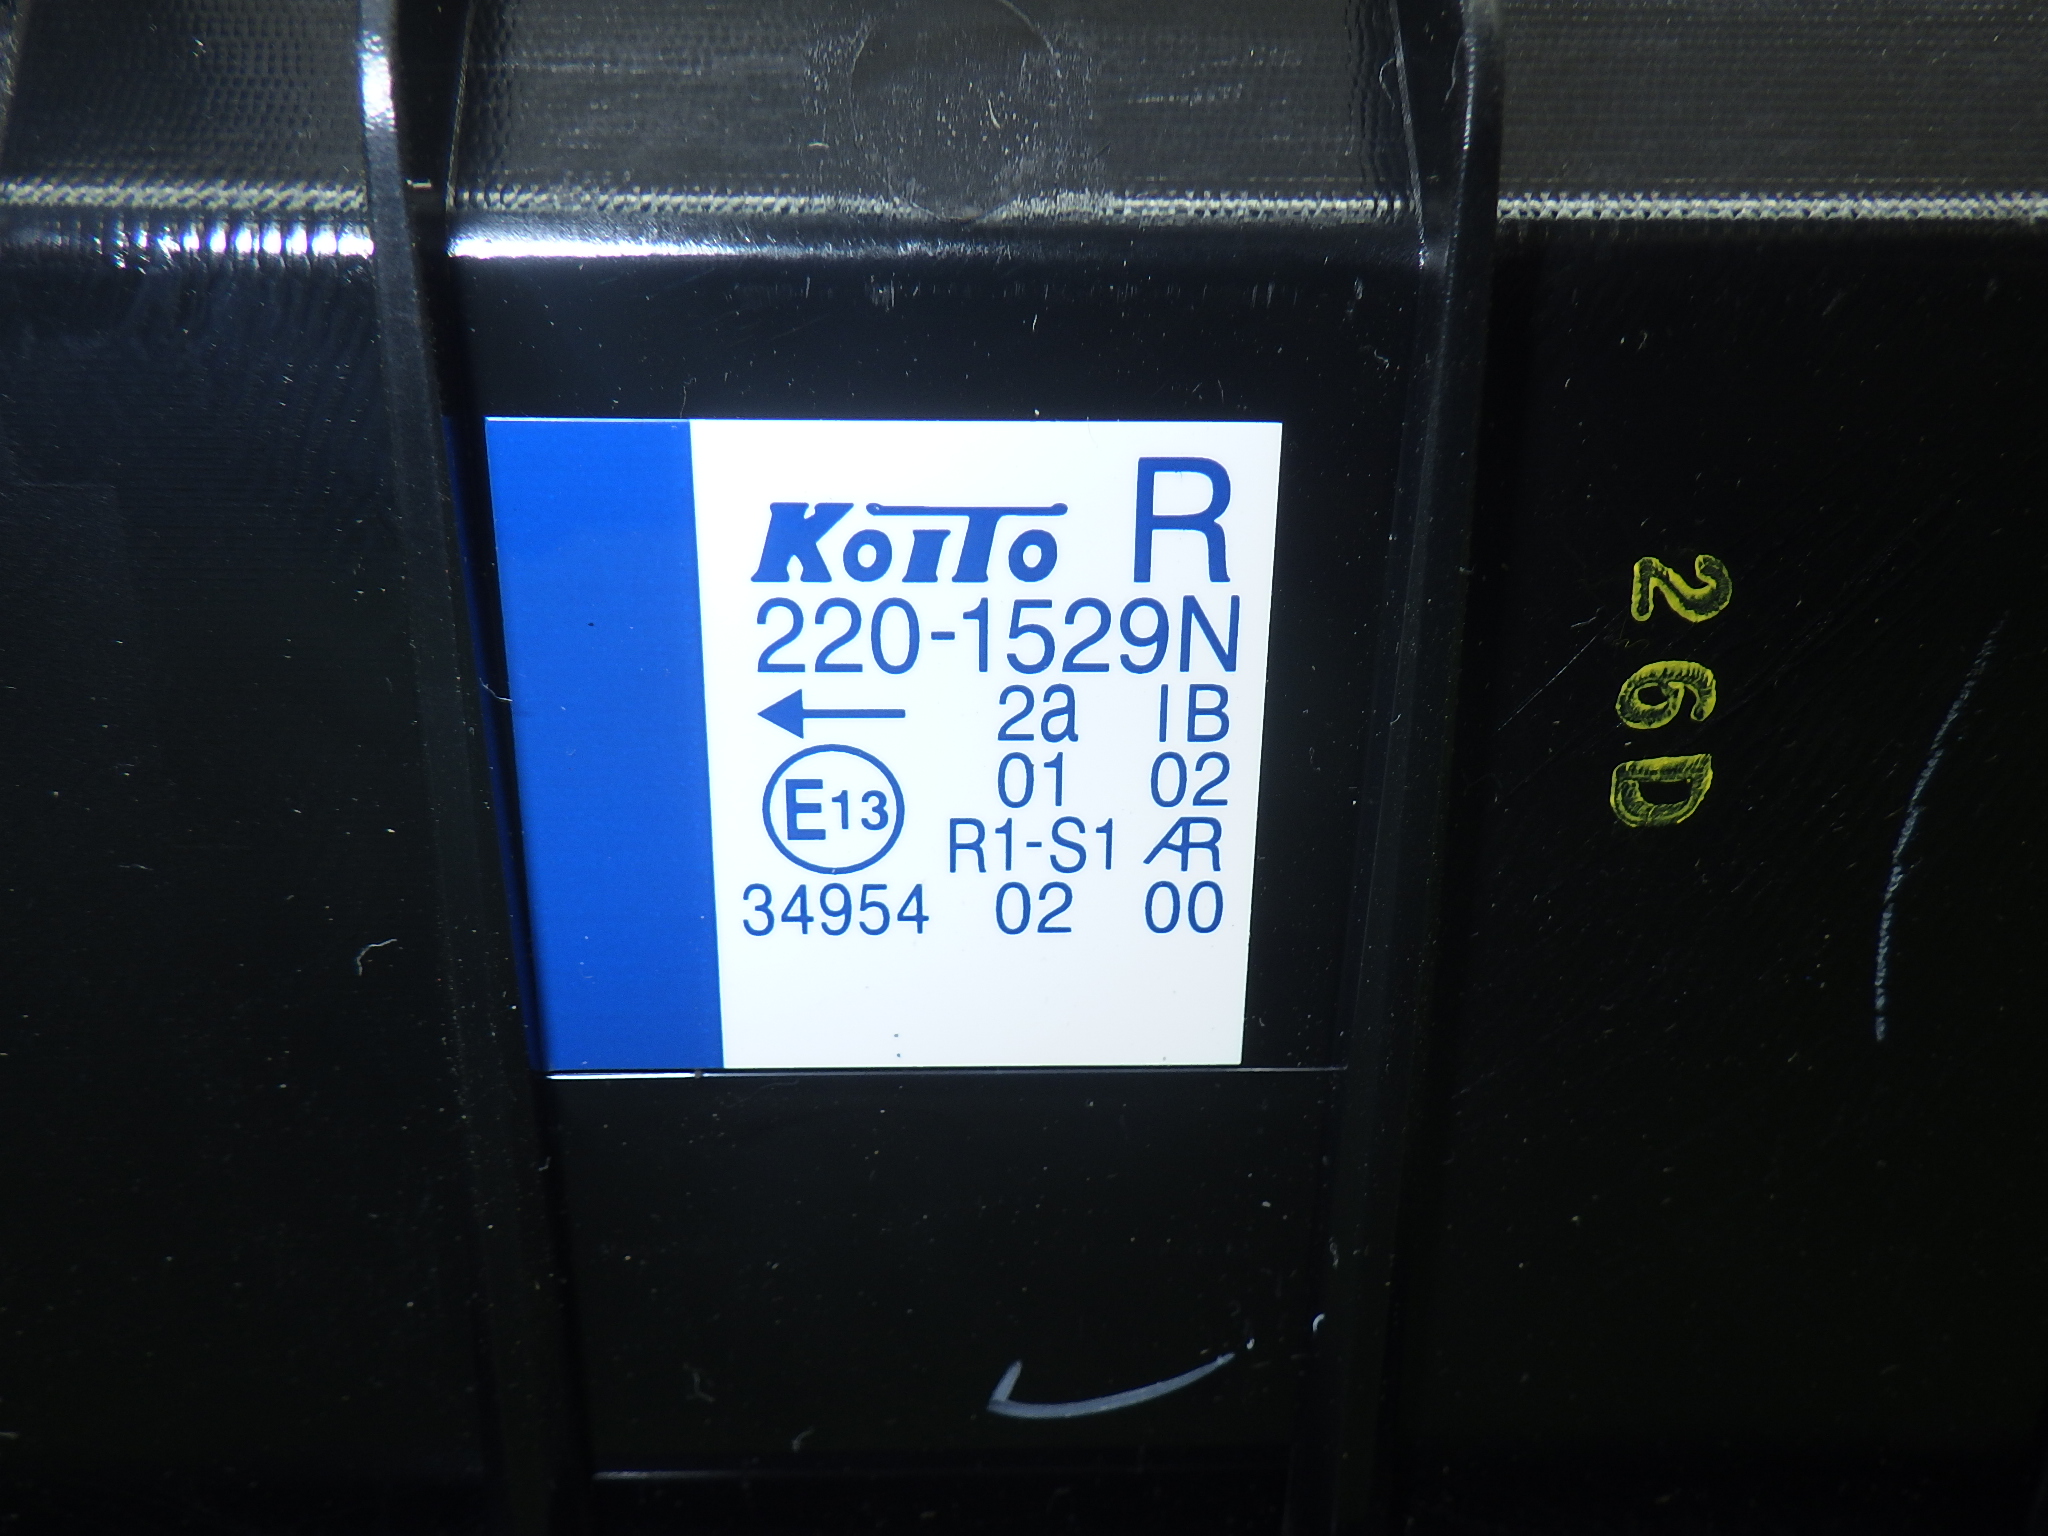 KOITO R
220-1529N
← 2a IB
01 02
E13
R1-S1 AR
34954 02 00
26D